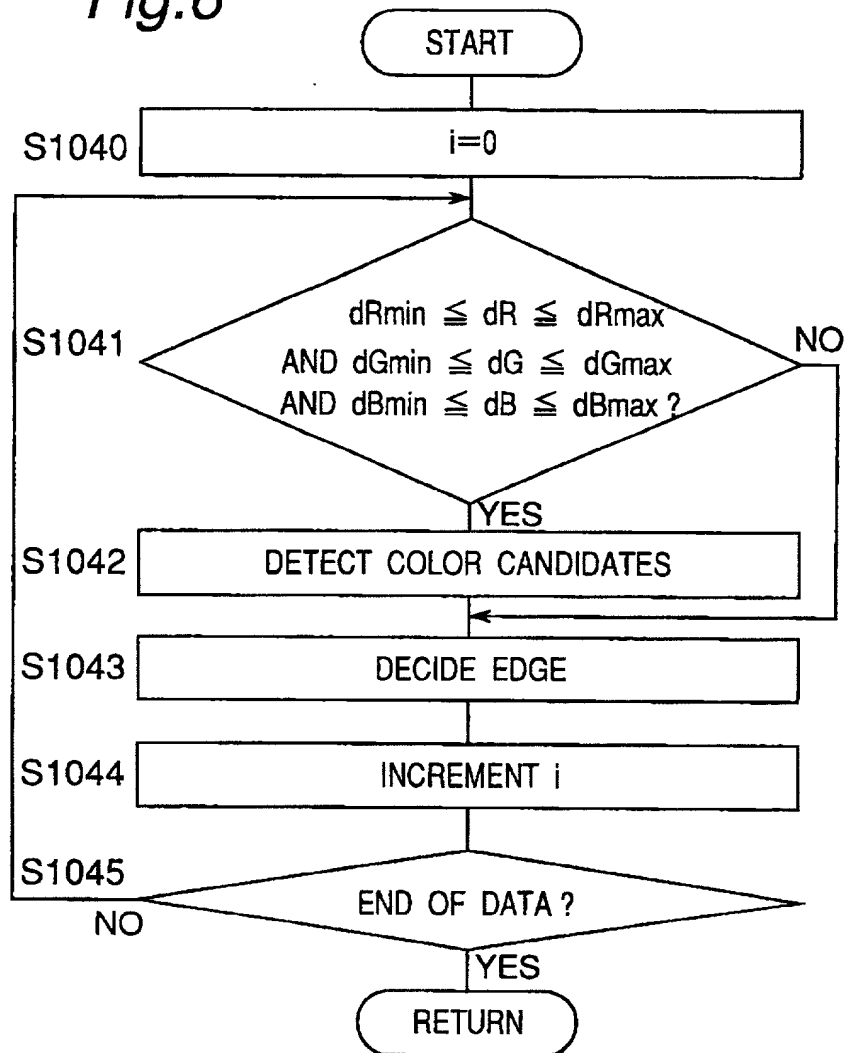 START
S1040
i=0
S1041
dRmin ≦ dR ≦ dRmax
AND dGmin ≦ dG ≦ dGmax
AND dBmin ≦ dB ≦ dBmax ?
NO
YES
S1042
DETECT COLOR CANDIDATES
S1043
DECIDE EDGE
S1044
INCREMENT i
S1045
END OF DATA ?
NO
YES
RETURN